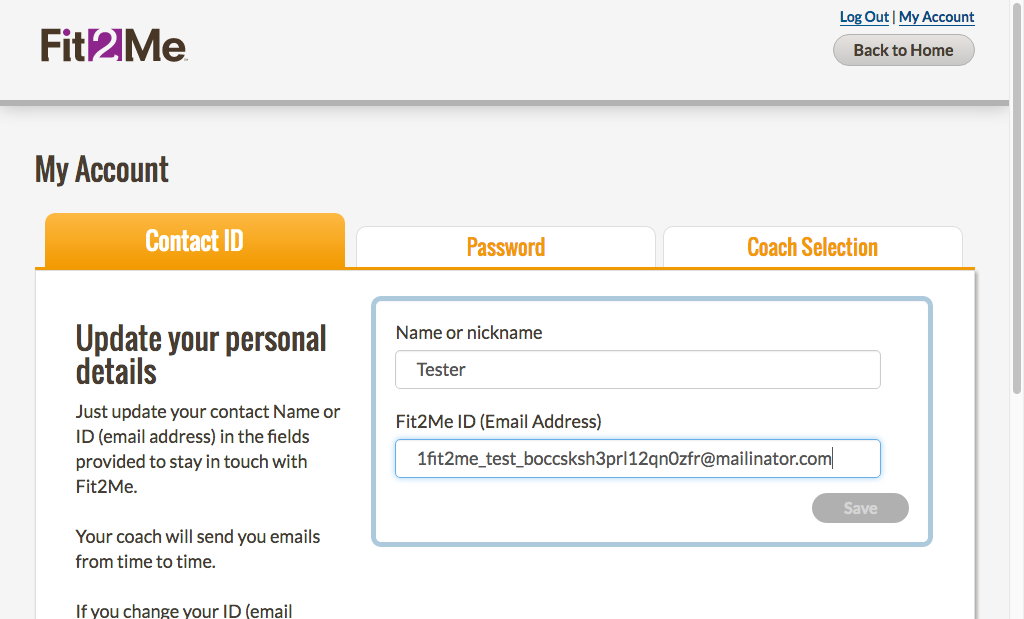 Log Out | My Account
Fit2Me
Back to Home
My Account
Contact ID
Password
Coach Selection
Update your personal
details
Just update your contact Name or
ID (email address) in the fields
provided to stay in touch with
Fit2Me.
Your coach will send you emails
from time to time.
If you change your ID (email
Name or nickname
Tester
Fit2Me ID (Email Address)
1fit2me_test_boccsksh3prl12qn0zfr@mailinator.com
Save